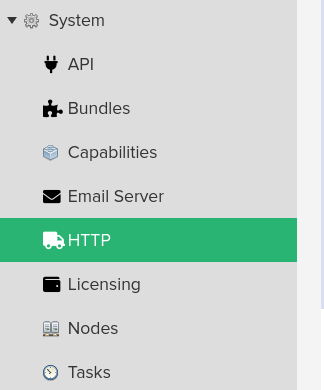 System
API
Bundles
Capabilities
Email Server
HTTP
Licensing
Nodes
Tasks